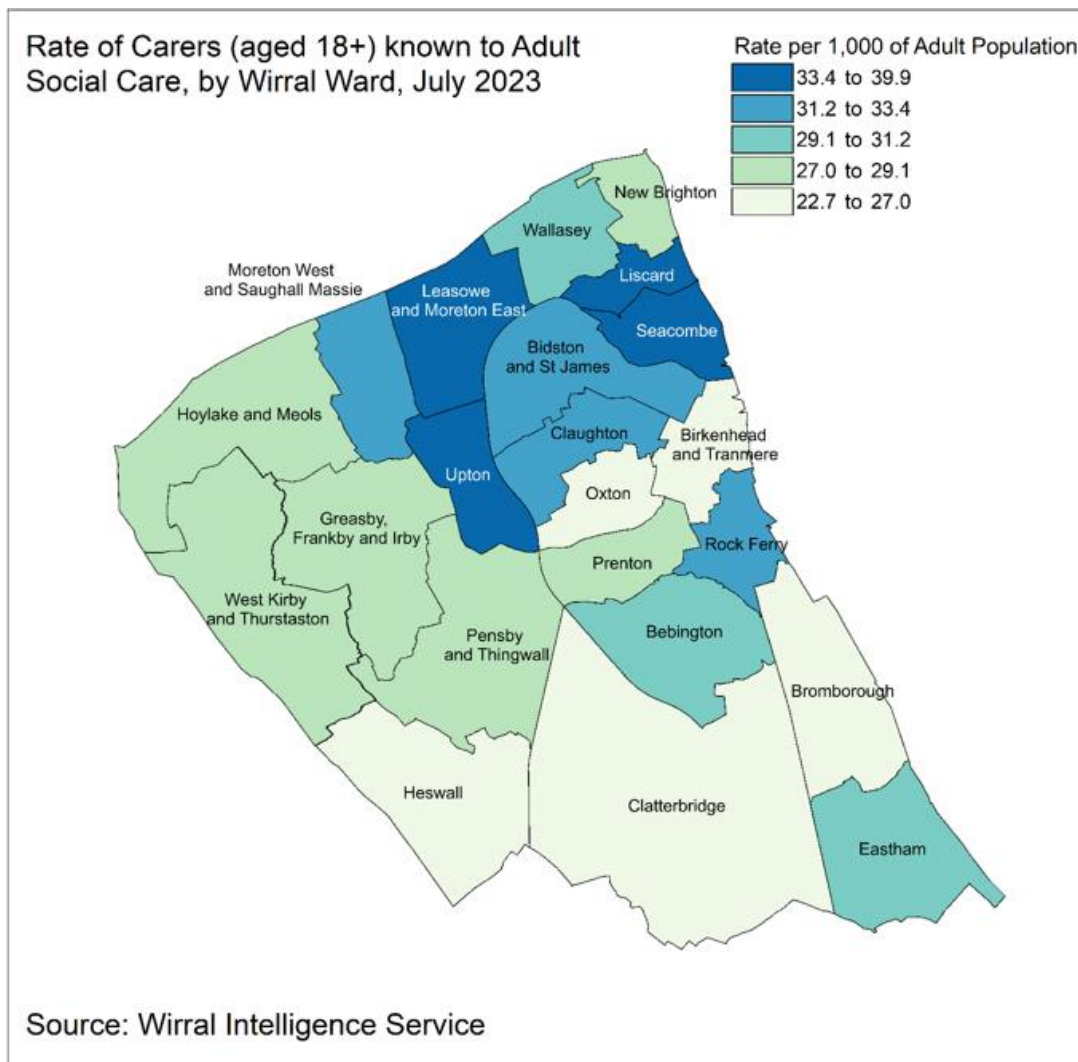 Rate of Carers (aged 18+) known to Adult
Social Care, by Wirral Ward, July 2023
Rate per 1,000 of Adult Population
33.4 to 39.9
31.2 to 33.4
29.1 to 31.2
27.0 to 29.1
22.7 to 27.0
New Brighton
Wallasey
Moreton West
and Saughall Massie
Liscard
Leasowe
and Moreton East
Seacombe
Bidston
and St James
Hoylake and Meols
Claughton
Birkenhead
and Tranmere
Upton
Oxton
Greasby,
Frankby and Irby
Rock Ferry
Prenton
West Kirby
and Thurstaston
Bebington
Pensby
and Thingwall
Bromborough
Heswall
Clatterbridge
Eastham
Source: Wirral Intelligence Service